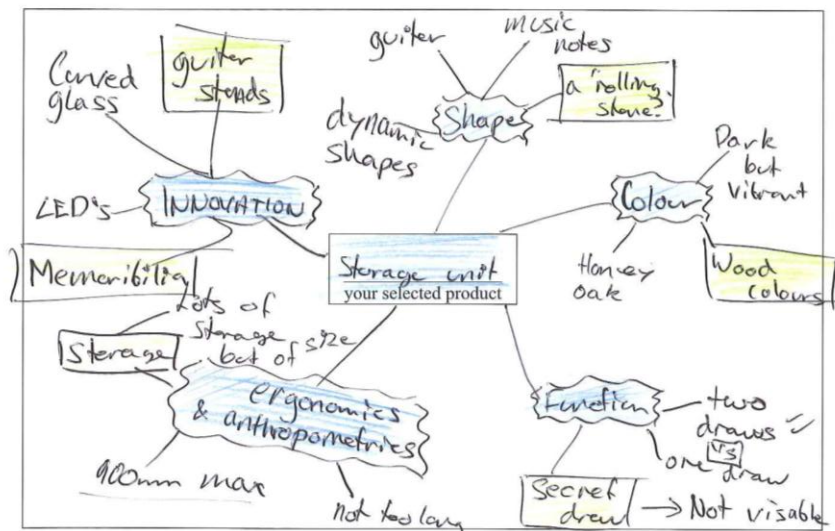 guiter
music
notes
Curved
glass
guiter
stands
a "rolling
stone?
dynamic
shapes
Shape
Dark
but
vibrant
LED's
INNOVATION
Colour
Memoribilia
Storage unit
your selected product
Honey
oak
Wood
colours
Lots of
storage
but of size
Storage
ergonomics
& anthropometrics
Function
two
draws ✓
vs
one draw
900mm max
not too long
Secret
draw → Not visable